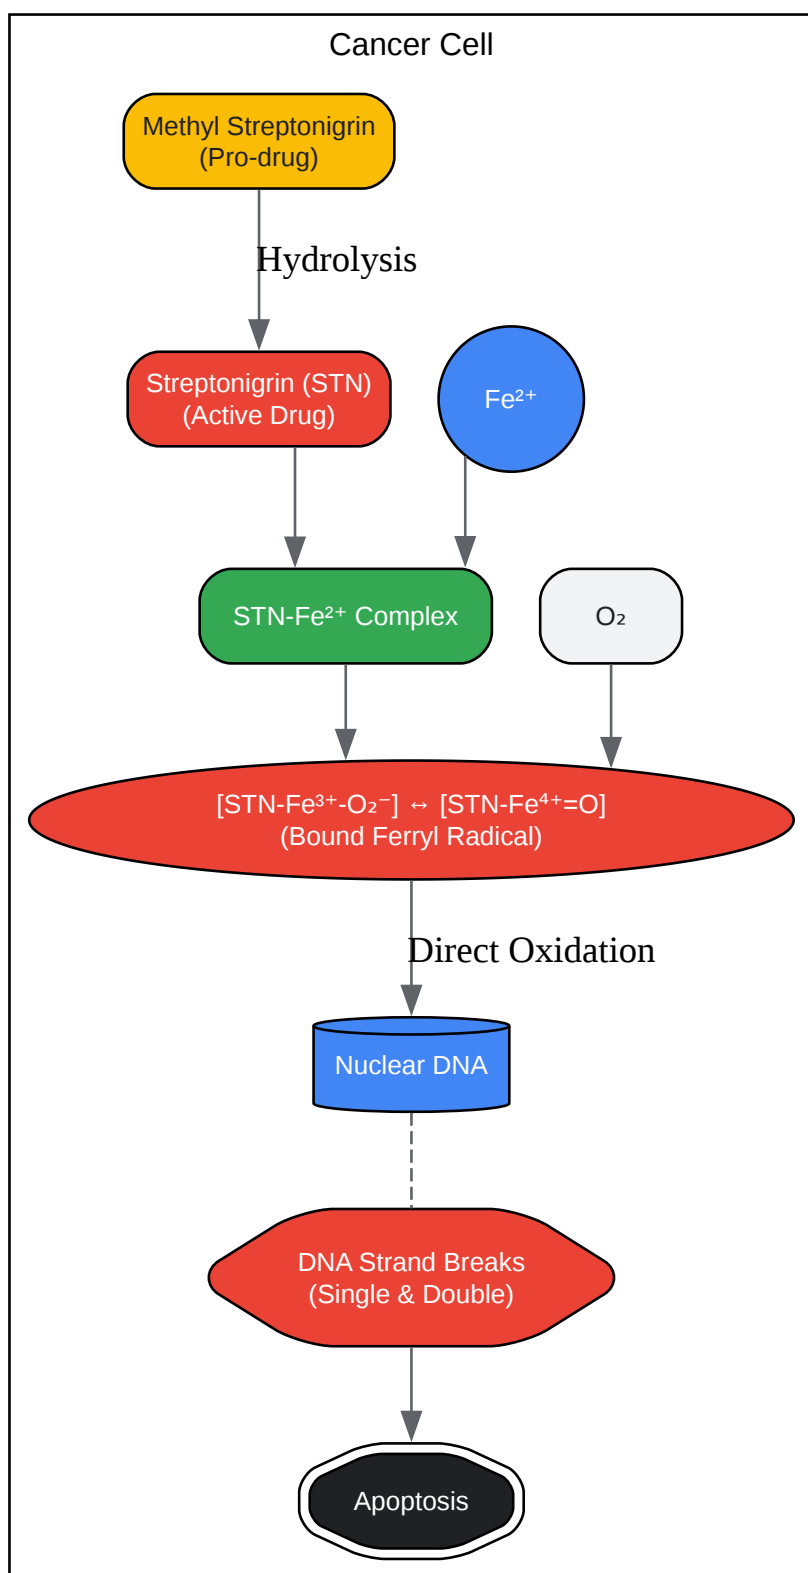 Cancer Cell
Methyl Streptonigrin
(Pro-drug)
Hydrolysis
Streptonigrin (STN)
(Active Drug)
Fe²⁺
STN-Fe²⁺ Complex
O₂
[STN-Fe³⁺-O₂⁻] ↔ [STN-Fe⁴⁺=O]
(Bound Ferryl Radical)
Direct Oxidation
Nuclear DNA
DNA Strand Breaks
(Single & Double)
Apoptosis